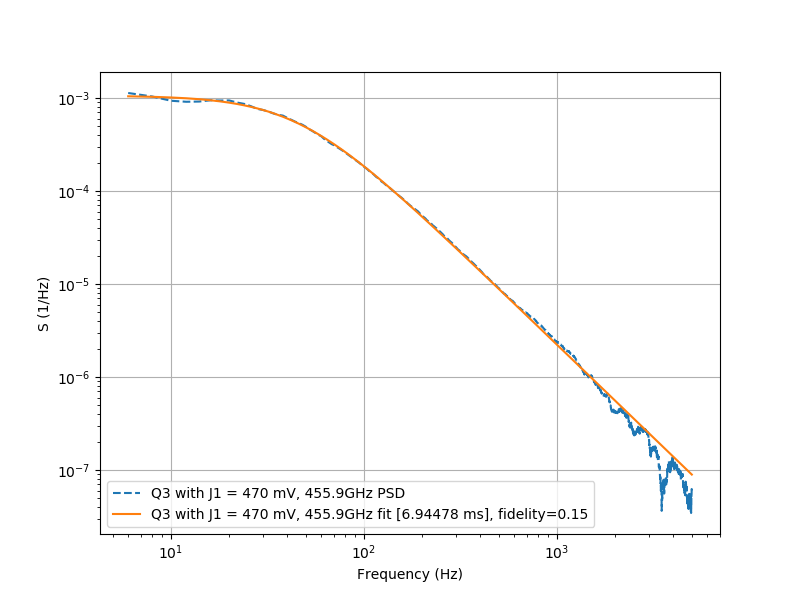 10⁻³
10⁻⁴
10⁻⁵
10⁻⁶
10⁻⁷
S (1/Hz)
Q3 with J1 = 470 mV, 455.9GHz PSD
Q3 with J1 = 470 mV, 455.9GHz fit [6.94478 ms], fidelity=0.15
10¹ 10² 10³
Frequency (Hz)